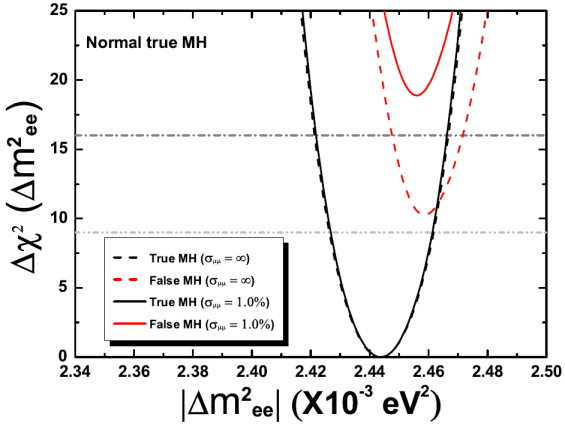 Normal true MH
Δχ² (Δm²ee)
25
20
15
10
5
0
True MH (σμμ = ∞)
False MH (σμμ = ∞)
True MH (σμμ = 1.0%)
False MH (σμμ = 1.0%)
2.34 2.36 2.38 2.40 2.42 2.44 2.46 2.48 2.50
|Δm²ee| (X10⁻³ eV²)